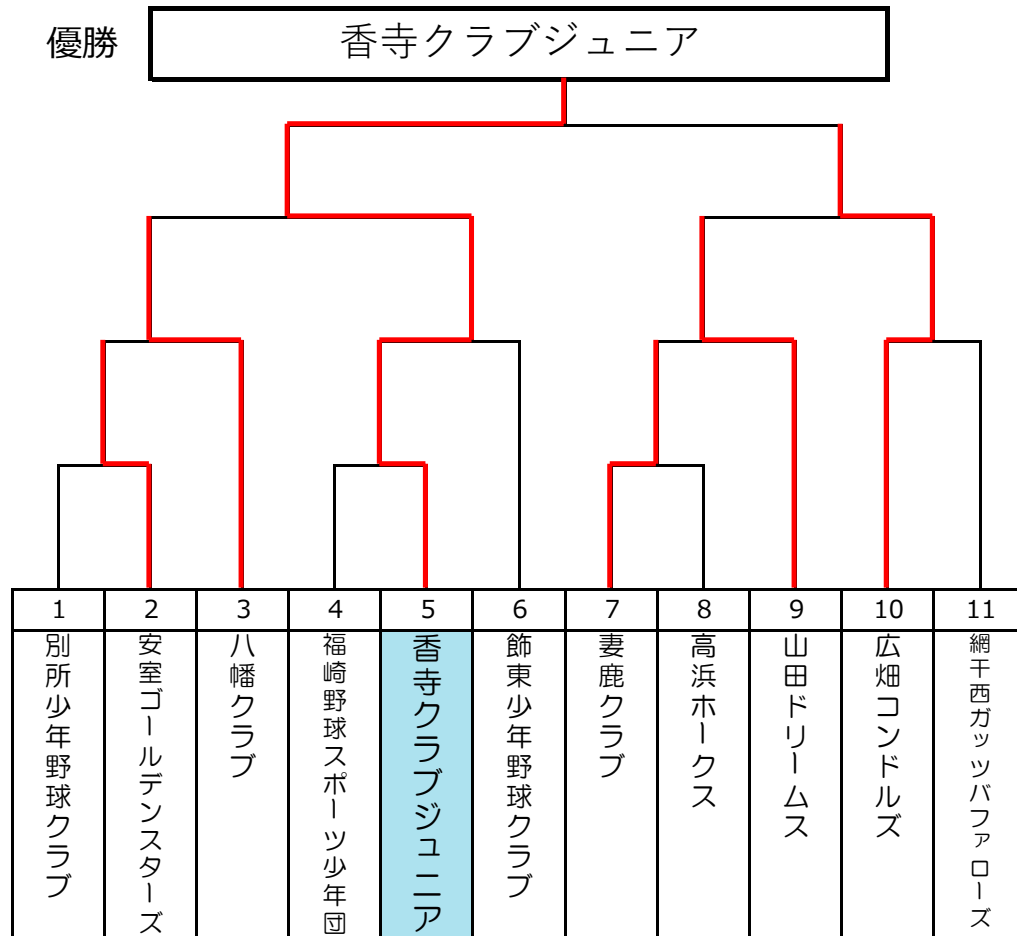 優勝
香寺クラブジュニア
1
2
3
4
5
6
7
8
9
10
11
別所少年野球クラブ
安室ゴールデンスターズ
八幡クラブ
福崎野球スポーツ少年団
香寺クラブジュニア
飾東少年野球クラブ
妻鹿クラブ
高浜ホークス
山田ドリームス
広畑コンドルズ
網干西ガッツバファローズ